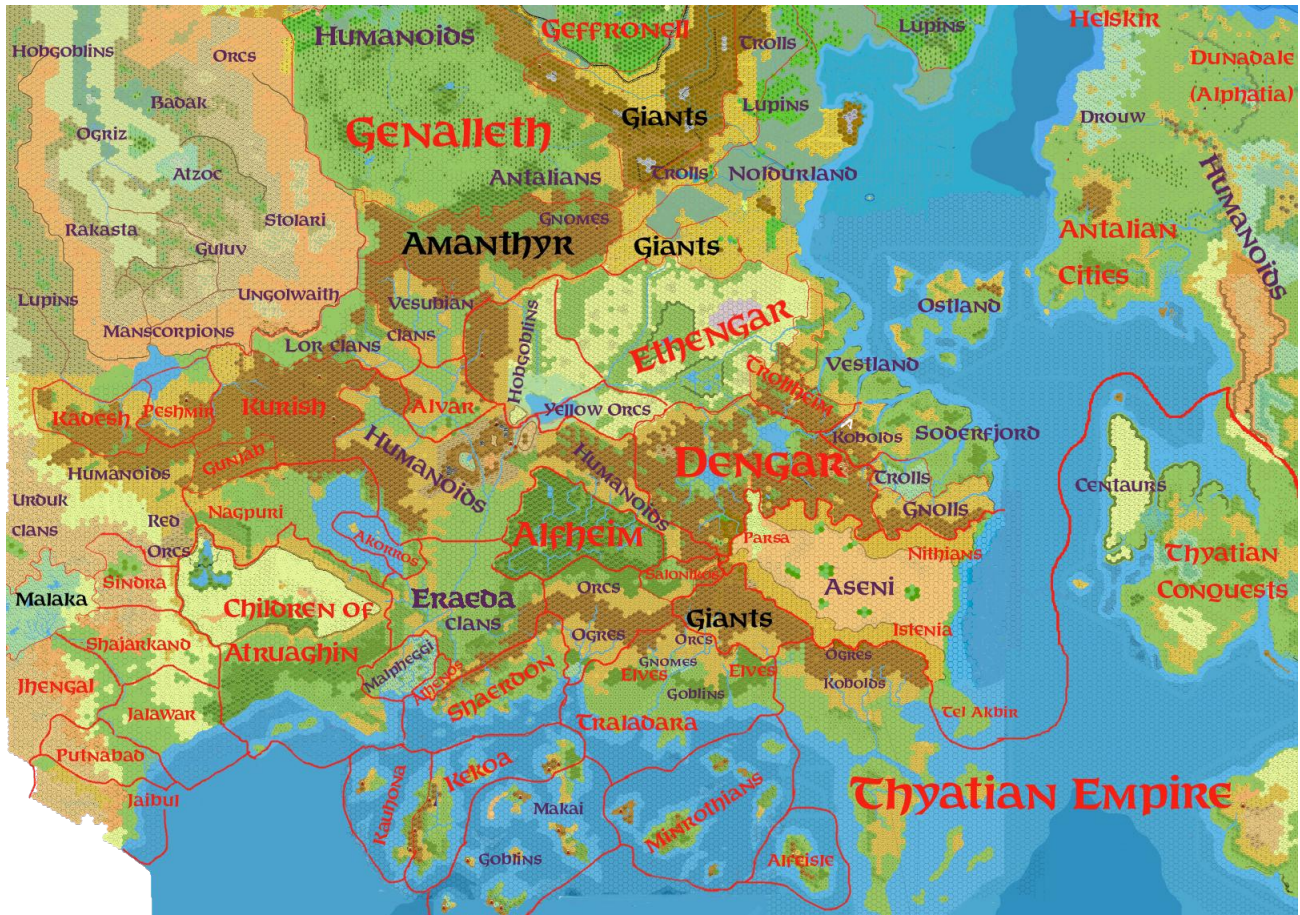 Helskir
Geffronell
Humanoids
Lupins
Trolls
Hobgoblins
Orcs
Dunadale
(Alphatia)
Badak
Lupins
Giants
Drouw
Ogriz
Genalleth
Atzoc
Antalians
Trolls
Noldurland
Humanoids
Stolari
Gnomes
Rakasta
Guluv
Amanthyr
Giants
Antalian
Cities
Lupins
Ungolwaith
Vesubian
clans
Ostland
Manscorpions
Lor clans
Hobgoblins
Ethengar
Vestland
Kadesh
Peshmir
Kurish
Alvar
Yellow Orcs
Trollheim
Kobolds
Soderfjord
Humanoids
Gunjab
Humanoids
Humanoids
Dengar
Trolls
Centaurs
Urduk
clans
Red
Orcs
Nagpuri
Akorros
Alfheim
Gnolls
Parsa
Nithians
Thyatian
Conquests
Sindra
Salonikos
Malaka
Children of
Atruaghin
Eraeda
clans
Orcs
Aseni
Giants
Istenia
Shajarkand
Malpheggi
Athenos
Shaerdon
Ogres
Orcs
Gnomes
Elves
Elves
Goblins
Ogres
Kobolds
Jhengal
Jalawar
Traladara
Tel Akbir
Putnabad
Jaibul
Kauhona
Kekoa
Makai
Goblins
Minrothians
Alfeisle
Thyatian Empire